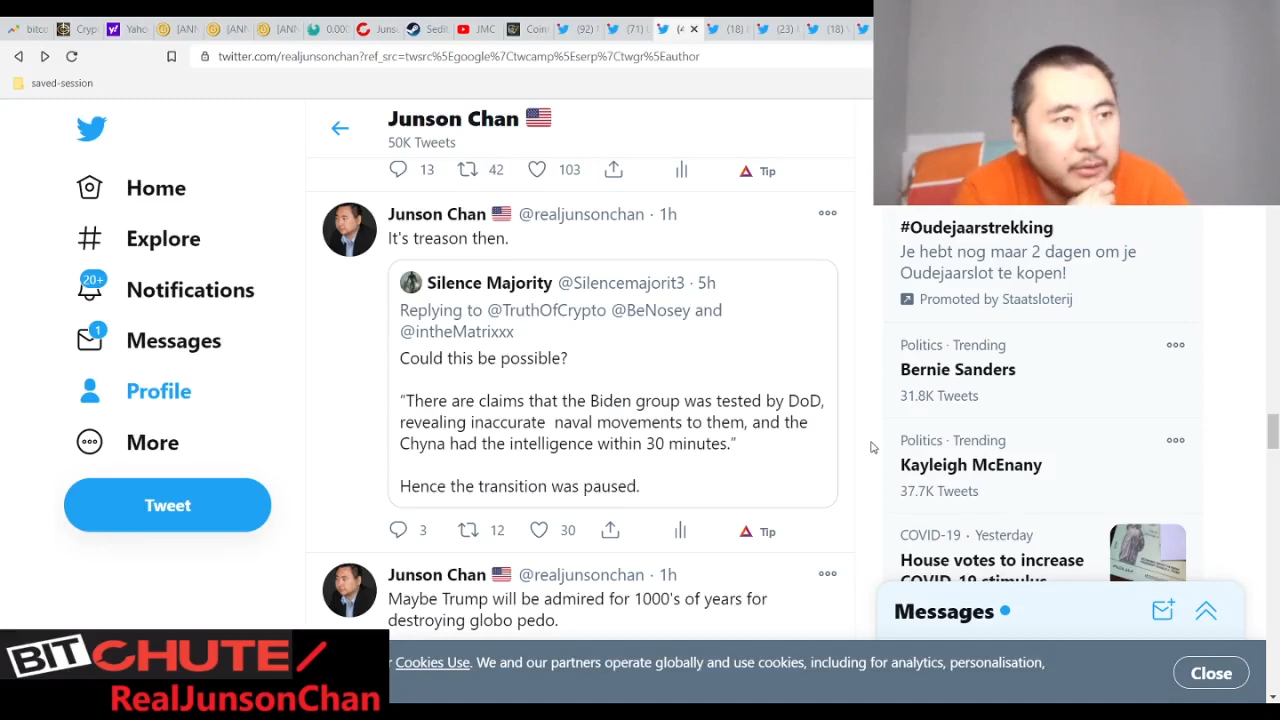 bitco
Cryp
Yaho
[AN
[AN
[AN
0.000
Juns
Sedit
JMC
Coin
(92)
(71)
(4
(18)
(23)
(18)
twitter.com/realjunsonchan?ref_src=twsrc%5Egoogle%7Ctwcamp%5Eserp%7Ctwgr%5Eauthor
saved-session
Home
Explore
20+
Notifications
1
Messages
Profile
More
Tweet
Junson Chan
50K Tweets
13 42 103 Tip
Junson Chan @realjunsonchan · 1h
It's treason then.
Silence Majority @Silencemajorit3 · 5h
Replying to @TruthOfCrypto @BeNosey and
@intheMatrixxx
Could this be possible?
“There are claims that the Biden group was tested by DoD,
revealing inaccurate naval movements to them, and the
Chyna had the intelligence within 30 minutes.”
Hence the transition was paused.
3 12 30 Tip
Junson Chan @realjunsonchan · 1h
Maybe Trump will be admired for 1000's of years for
destroying globo pedo.
#Oudejaarstrekking
Je hebt nog maar 2 dagen om je
Oudejaarslot te kopen!
Promoted by Staatsloterij
Politics · Trending
Bernie Sanders
31.8K Tweets
Politics · Trending
Kayleigh McEnany
37.7K Tweets
COVID-19 · Yesterday
House votes to increase
COVID-19 stimulus
Messages
Cookies Use. We and our partners operate globally and use cookies, including for analytics, personalisation,
Close
BITCHUTE/
RealJunsonChan